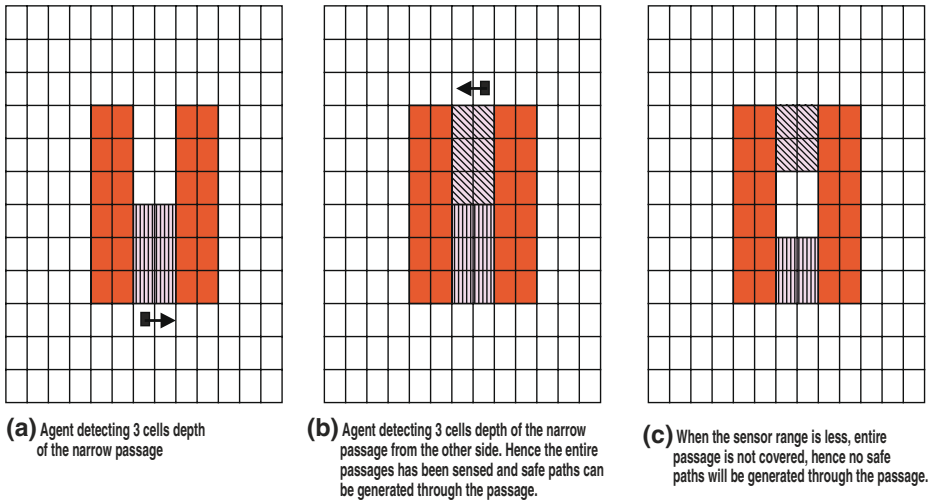 (a) Agent detecting 3 cells depth
of the narrow passage
(b) Agent detecting 3 cells depth of the narrow
passage from the other side. Hence the entire
passages has been sensed and safe paths can
be generated through the passage.
(c) When the sensor range is less, entire
passage is not covered, hence no safe
paths will be generated through the passage.